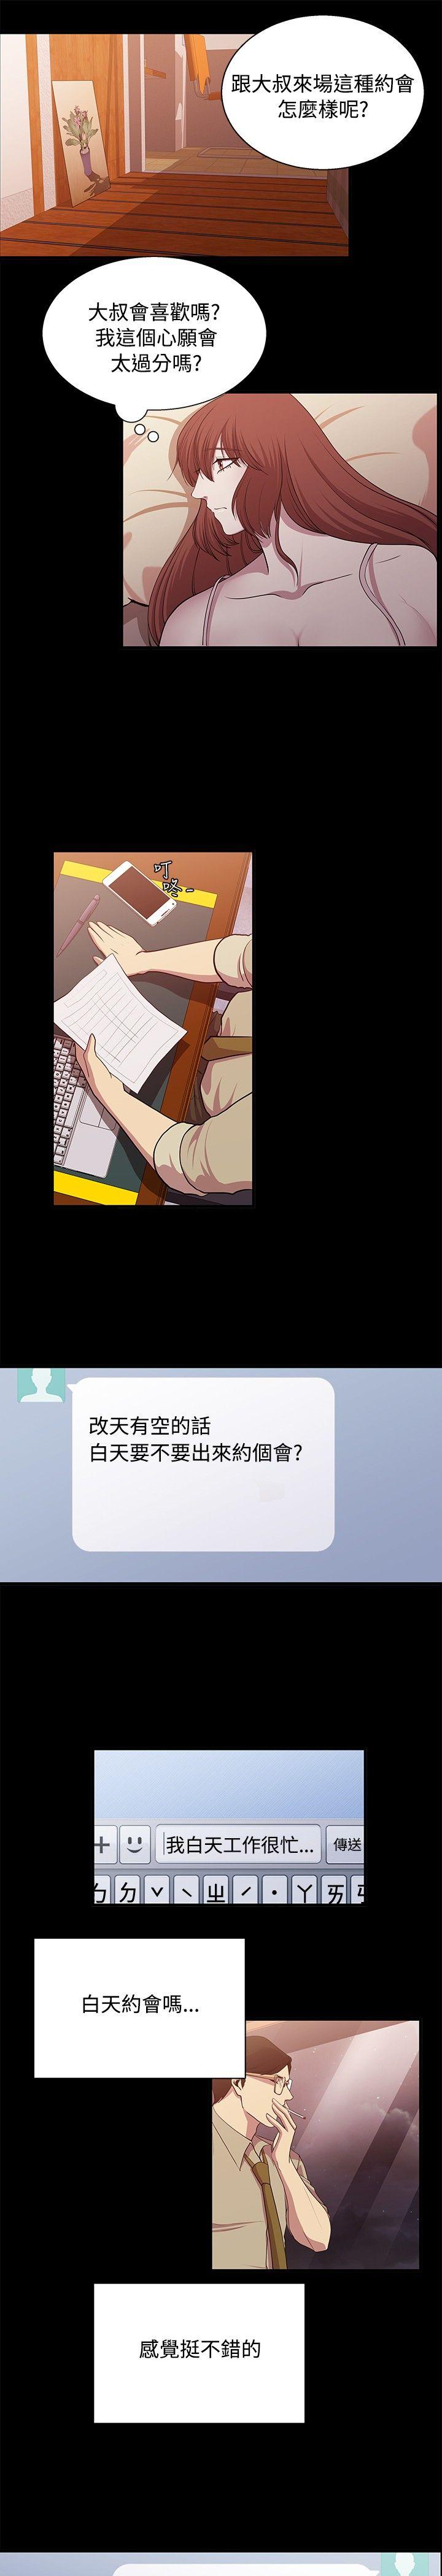 跟大叔來場這種約會
怎麼樣呢?
大叔會喜歡嗎?
我這個心願會
太過分嗎?
叮
咚~
改天有空的話
白天要不要出來約個會?
我白天工作很忙...
傳送
ㄅ ㄉ ˇ ˋ ㄓ ˊ ˙ ㄚ ㄞ
白天約會嗎...
感覺挺不錯的